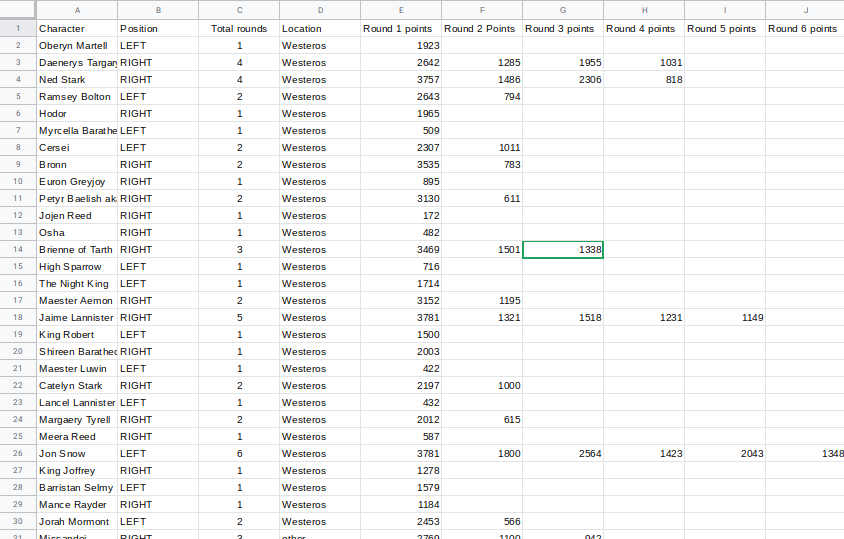 A B C D E F G H I J
1 Character Position Total rounds Location Round 1 points Round 2 Points Round 3 points Round 4 points Round 5 points Round 6 points
2 Oberyn Martell LEFT 1 Westeros 1923
3 Daenerys Targary RIGHT 4 Westeros 2642 1285 1955 1031
4 Ned Stark RIGHT 4 Westeros 3757 1486 2306 818
5 Ramsey Bolton LEFT 2 Westeros 2643 794
6 Hodor RIGHT 1 Westeros 1965
7 Myrcella Barathe LEFT 1 Westeros 509
8 Cersei LEFT 2 Westeros 2307 1011
9 Bronn RIGHT 2 Westeros 3535 783
10 Euron Greyjoy RIGHT 1 Westeros 895
11 Petyr Baelish aka RIGHT 2 Westeros 3130 611
12 Jojen Reed RIGHT 1 Westeros 172
13 Osha RIGHT 1 Westeros 482
14 Brienne of Tarth RIGHT 3 Westeros 3469 1501 1338
15 High Sparrow LEFT 1 Westeros 716
16 The Night King LEFT 1 Westeros 1714
17 Maester Aemon RIGHT 2 Westeros 3152 1195
18 Jaime Lannister RIGHT 5 Westeros 3781 1321 1518 1231 1149
19 King Robert LEFT 1 Westeros 1500
20 Shireen Baratheo RIGHT 1 Westeros 2003
21 Maester Luwin LEFT 1 Westeros 422
22 Catelyn Stark RIGHT 2 Westeros 2197 1000
23 Lancel Lannister LEFT 1 Westeros 432
24 Margaery Tyrell RIGHT 2 Westeros 2012 615
25 Meera Reed RIGHT 1 Westeros 587
26 Jon Snow LEFT 6 Westeros 3781 1800 2564 1423 2043 1348
27 King Joffrey RIGHT 1 Westeros 1278
28 Barristan Selmy LEFT 1 Westeros 1579
29 Mance Rayder RIGHT 1 Westeros 1184
30 Jorah Mormont LEFT 2 Westeros 2453 566
31 Missandei RIGHT 3 other 2769 1100 942